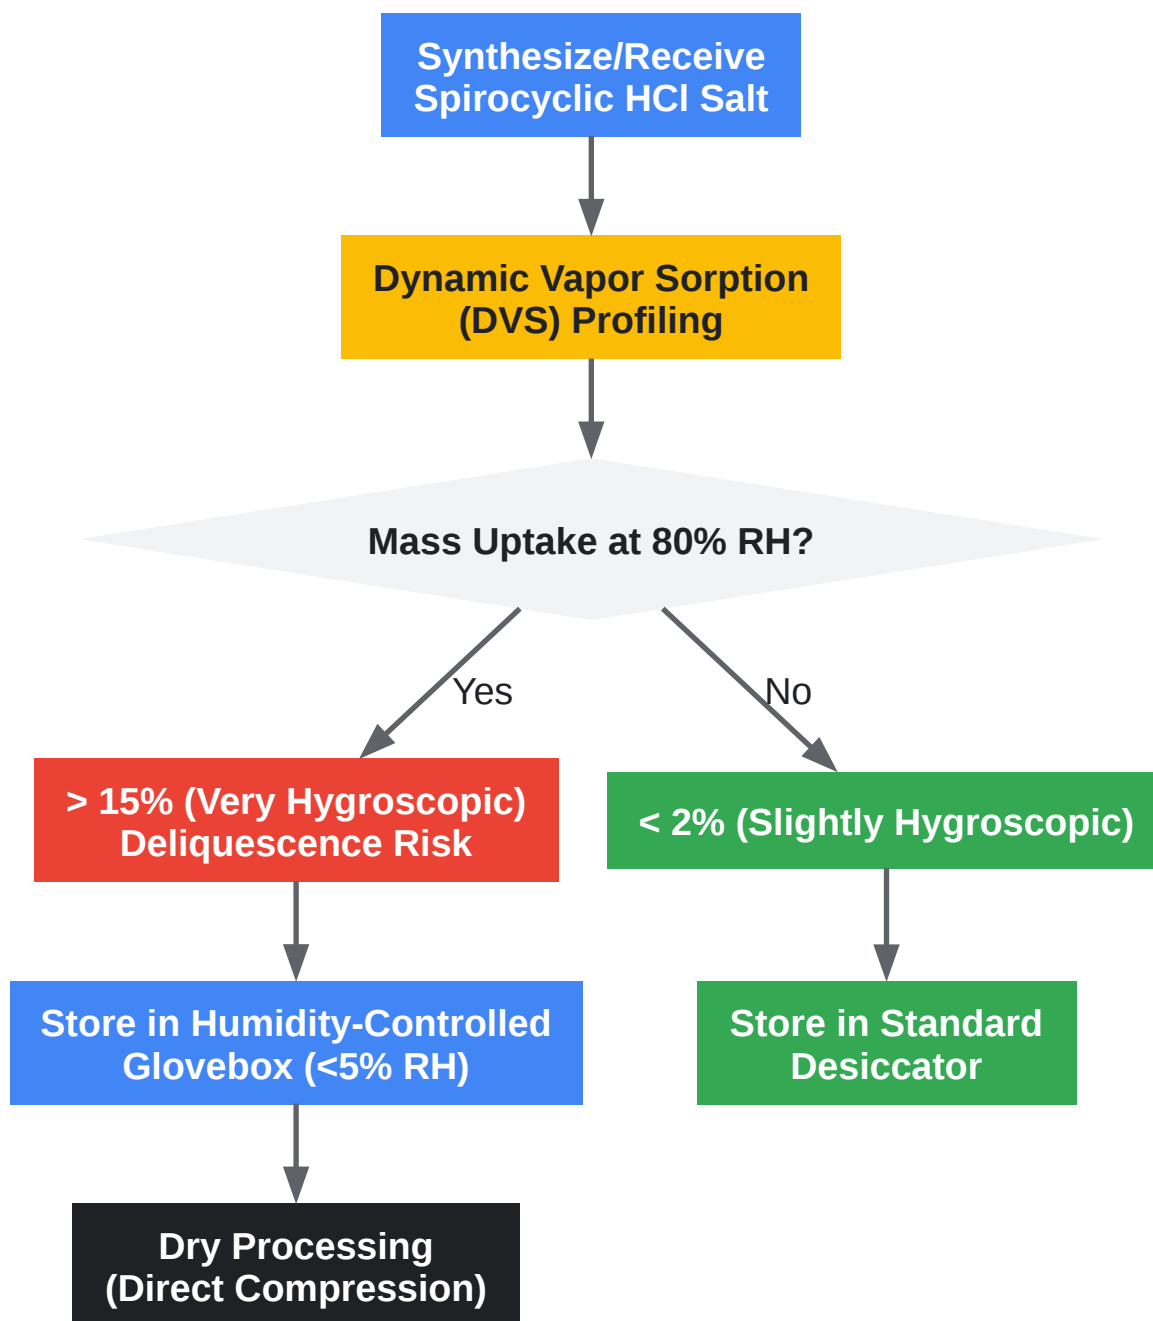 Synthesize/Receive
Spirocyclic HCl Salt
Dynamic Vapor Sorption
(DVS) Profiling
Mass Uptake at 80% RH?
Yes
No
> 15% (Very Hygroscopic)
Deliquescence Risk
< 2% (Slightly Hygroscopic)
Store in Humidity-Controlled
Glovebox (<5% RH)
Store in Standard
Desiccator
Dry Processing
(Direct Compression)